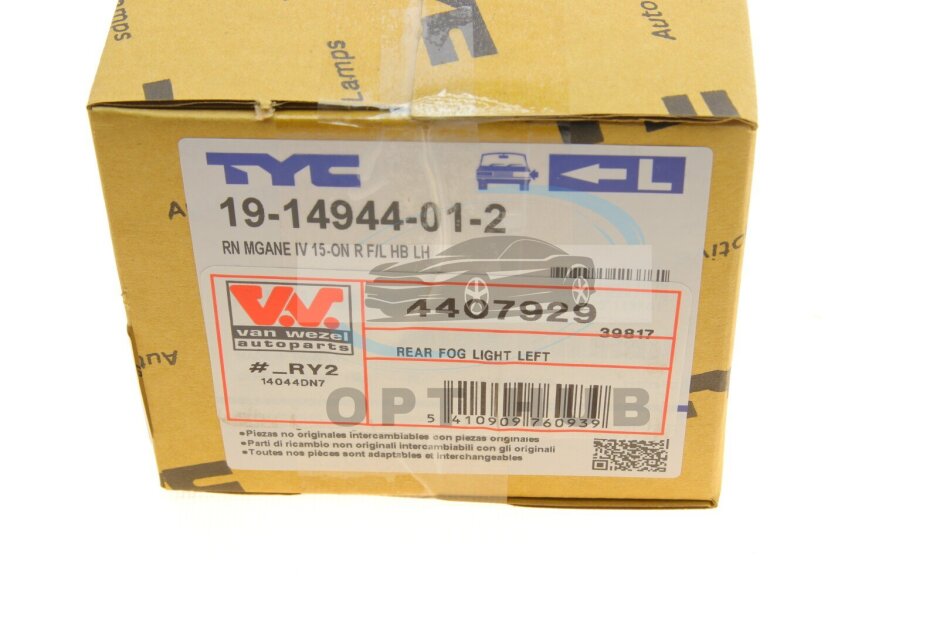 Lamps
Auto
TYC
L
19-14944-01-2
RN MGANE IV 15-ON R F/L HB LH
V.V.
van wezel
autoparts
4407929
39817
REAR FOG LIGHT LEFT
#_RY2
14044DN7
OPTHUB
5 410909 760939
•Piezas no originales intercambiables con piezas originales
•Parti di ricambio non originali intercambiabili con gli originali
•Toutes nos pièces sont adaptables et interchangeables